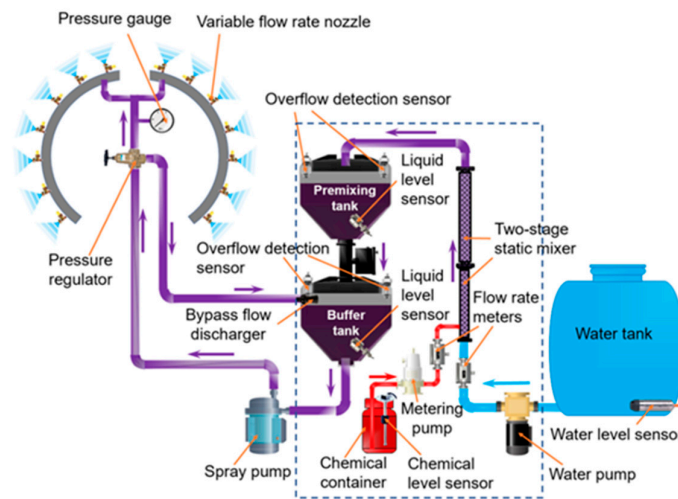 Pressure gauge
Variable flow rate nozzle
Overflow detection sensor
Liquid
level
sensor
Premixing
tank
Two-stage
static mixer
Pressure
regulator
Overflow detection
sensor
Liquid
level
sensor
Flow rate
meters
Bypass flow
discharger
Buffer
tank
Water tank
Metering
pump
Water level sensor
Spray pump
Chemical
container
Chemical
level sensor
Water pump